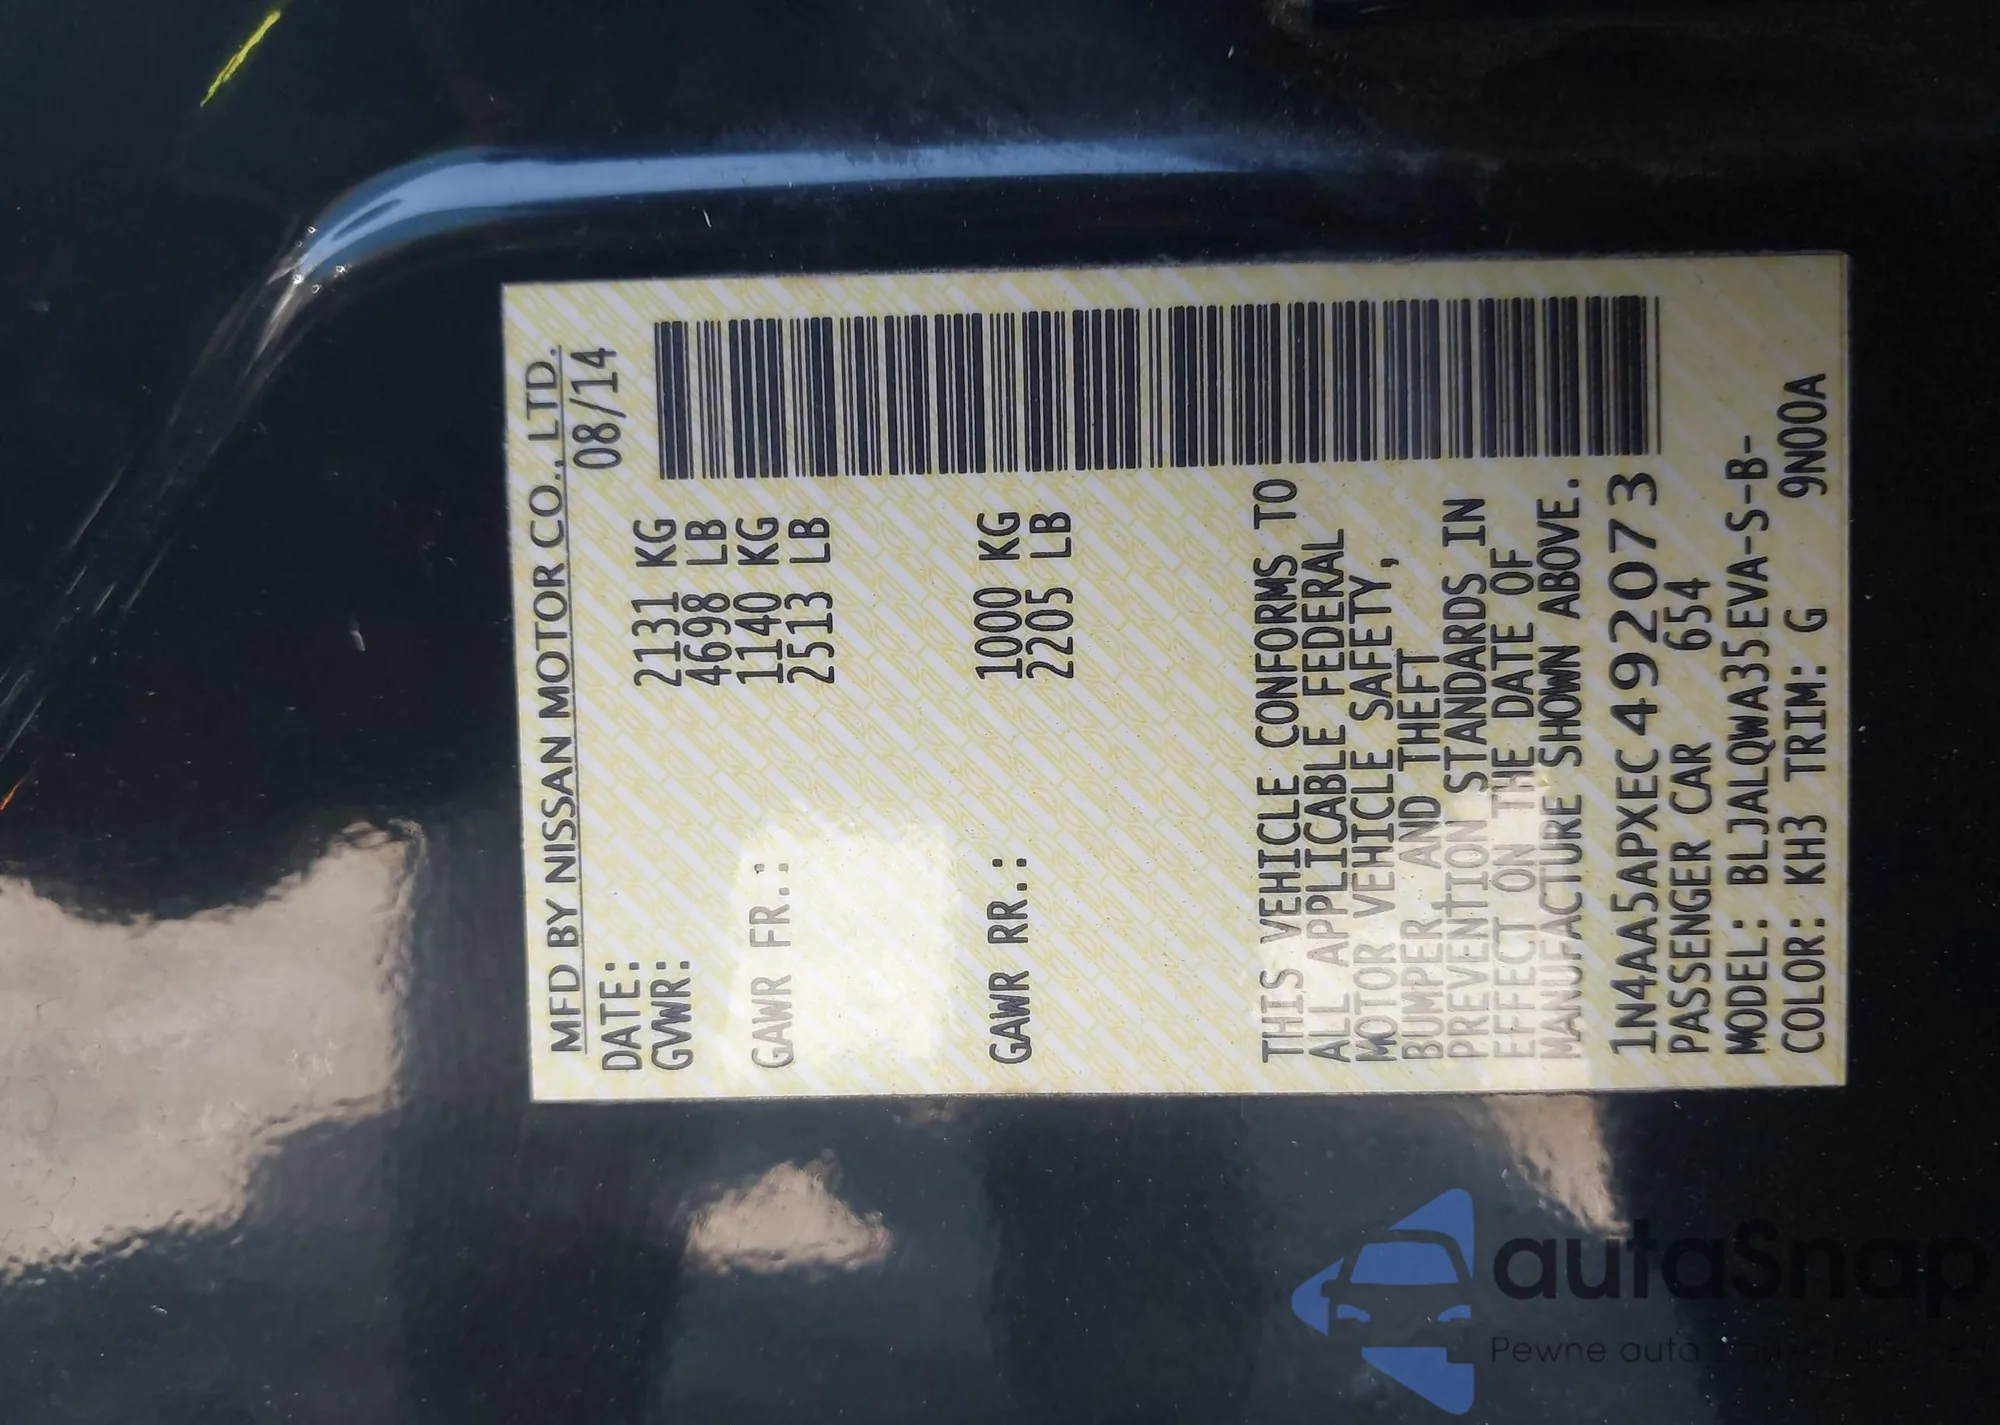 MFD BY NISSAN MOTOR CO., LTD.
DATE: 08/14
GVWR: 2131 KG
4698 LB
GAWR FR.: 1140 KG
2513 LB
GAWR RR.: 1000 KG
2205 LB
THIS VEHICLE CONFORMS TO
ALL APPLICABLE FEDERAL
MOTOR VEHICLE SAFETY,
BUMPER, AND THEFT
PREVENTION STANDARDS IN
EFFECT ON THE DATE OF
MANUFACTURE SHOWN ABOVE.
1N4AA5APXEC492073
PASSENGER CAR 654
MODEL: BLJALQWA35EVA-S-B-
COLOR: KH3 TRIM: G 9N00A
autaSnap
Pewne auta